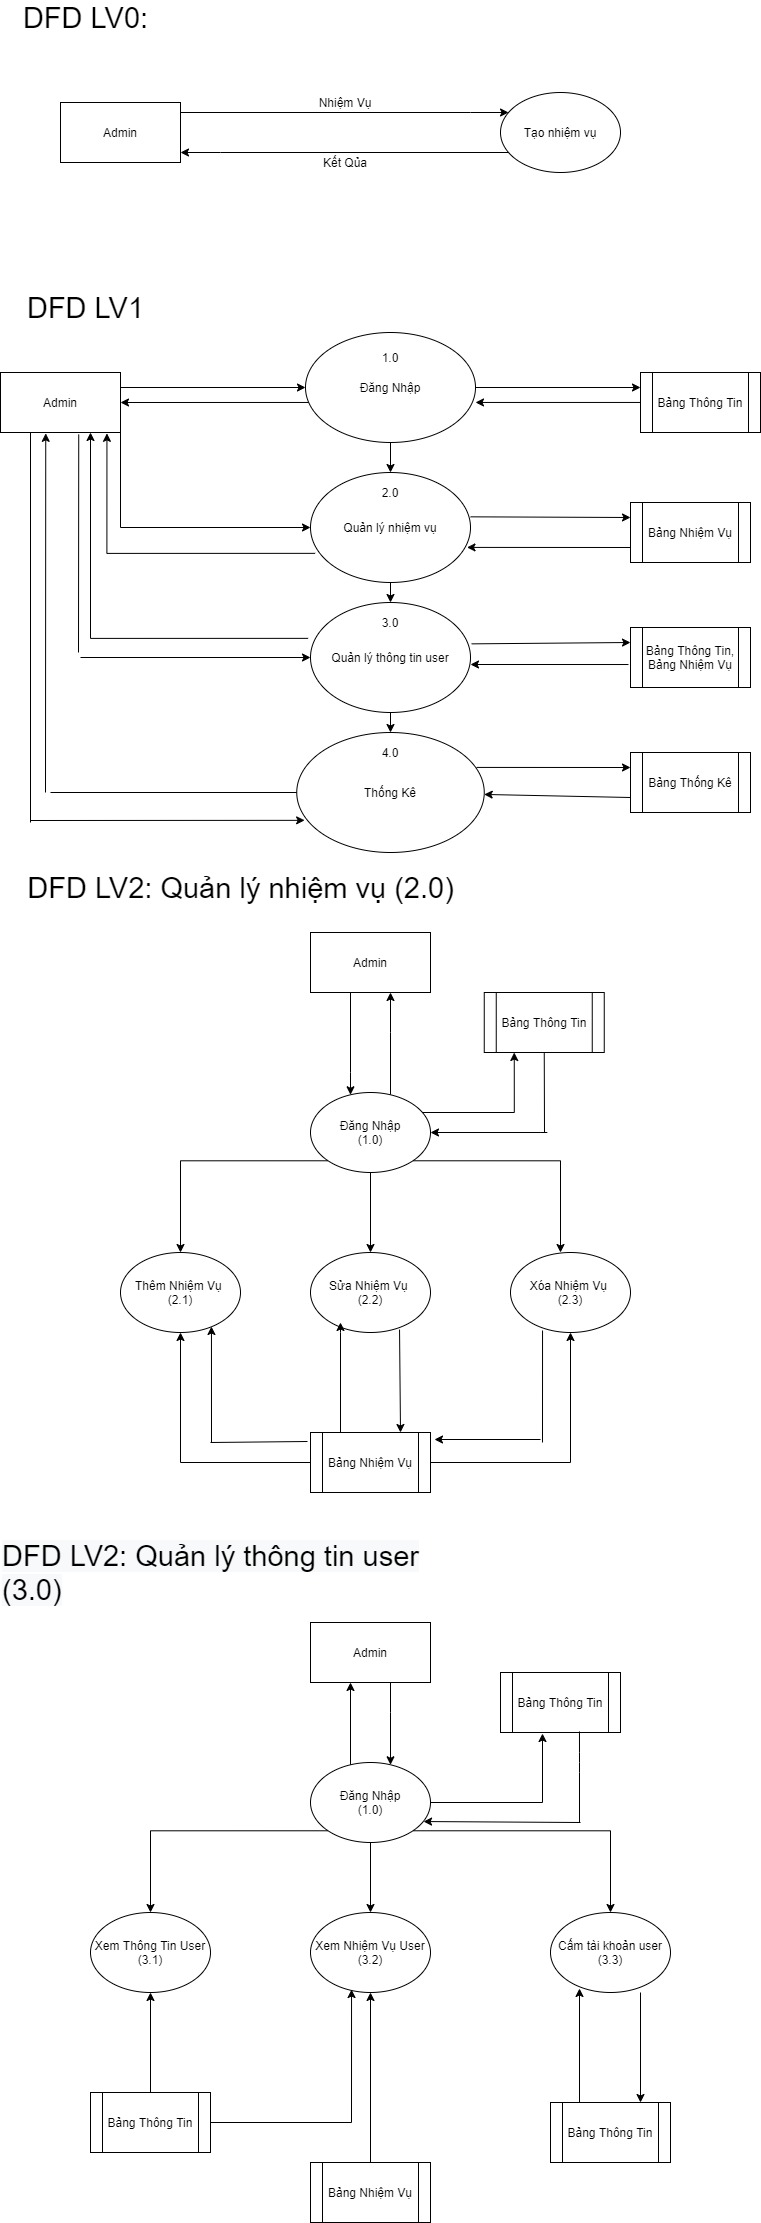 DFD LV0:
Nhiệm Vụ
Admin
Tạo nhiệm vụ
Kết Qủa
DFD LV1
1.0
Đăng Nhập
Admin
Bảng Thông Tin
2.0
Quản lý nhiệm vụ
Bảng Nhiệm Vụ
3.0
Quản lý thông tin user
Bảng Thông Tin,
Bảng Nhiệm Vụ
4.0
Thống Kê
Bảng Thống Kê
DFD LV2: Quản lý nhiệm vụ (2.0)
Admin
Bảng Thông Tin
Đăng Nhập
(1.0)
Thêm Nhiệm Vụ
(2.1)
Sửa Nhiệm Vụ
(2.2)
Xóa Nhiệm Vụ
(2.3)
Bảng Nhiệm Vụ
DFD LV2: Quản lý thông tin user
(3.0)
Admin
Bảng Thông Tin
Đăng Nhập
(1.0)
Xem Thông Tin User
(3.1)
Xem Nhiệm Vụ User
(3.2)
Cấm tài khoản user
(3.3)
Bảng Thông Tin
Bảng Thông Tin
Bảng Nhiệm Vụ